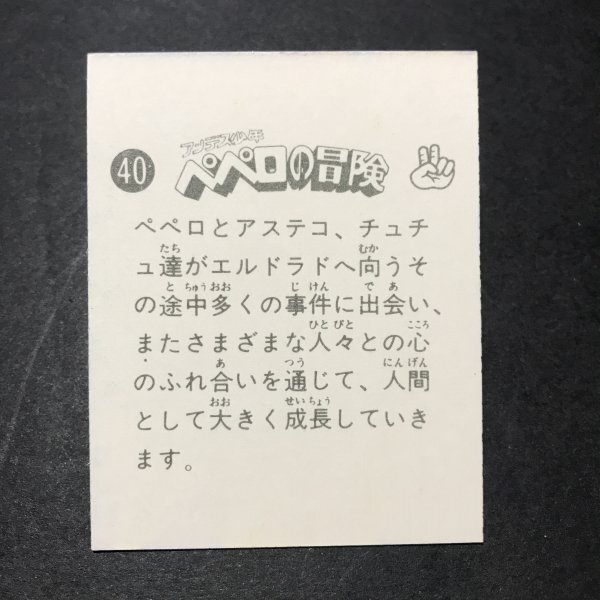 アンデス少年
40 ペペロの冒険
ペペロとアステコ、チュチ
ュ達がエルドラドへ向うそ
の途中多くの事件に出会い、
またさまざまな人々との心
のふれ合いを通じて、人間
として大きく成長していき
ます。